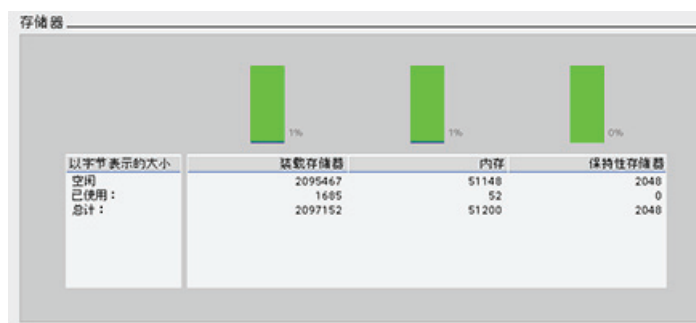 存储器
1% 1% 0%
以字节表示的大小 装载存储器 内存 保持性存储器
空闲 2095467 51148 2048
已使用： 1685 52 0
总计： 2097152 51200 2048